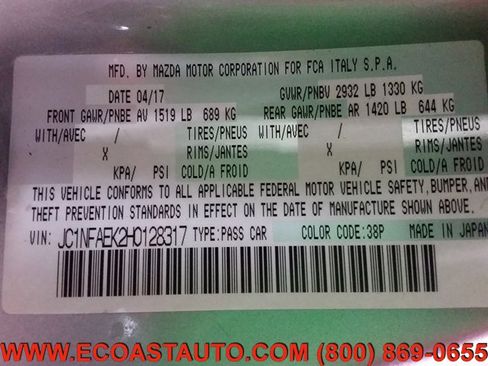 MFD. BY MAZDA MOTOR CORPORATION FOR FCA ITALY S.P.A.
DATE 04/17 GVWR/PNBV 2932 LB 1330 KG
FRONT GAWR/PNBE AV 1519 LB 689 KG REAR GAWR/PNBE AR 1420 LB 644 KG
WITH/AVEC / TIRES/PNEUS WITH/AVEC / TIRES/PNEUS
X RIMS/JANTES X RIMS/JANTES
KPA/ PSI COLD/A FROID KPA/ PSI COLD/A FROID
THIS VEHICLE CONFORMS TO ALL APPLICABLE FEDERAL MOTOR VEHICLE SAFETY, BUMPER, AND
THEFT PREVENTION STANDARDS IN EFFECT ON THE DATE OF MANUFACTURE SHOWN ABOVE.
VIN: JC1NFAEK2H0128317 TYPE:PASS CAR COLOR CODE:38P MADE IN JAPAN
WWW.ECOASTAUTO.COM (800) 869-0655